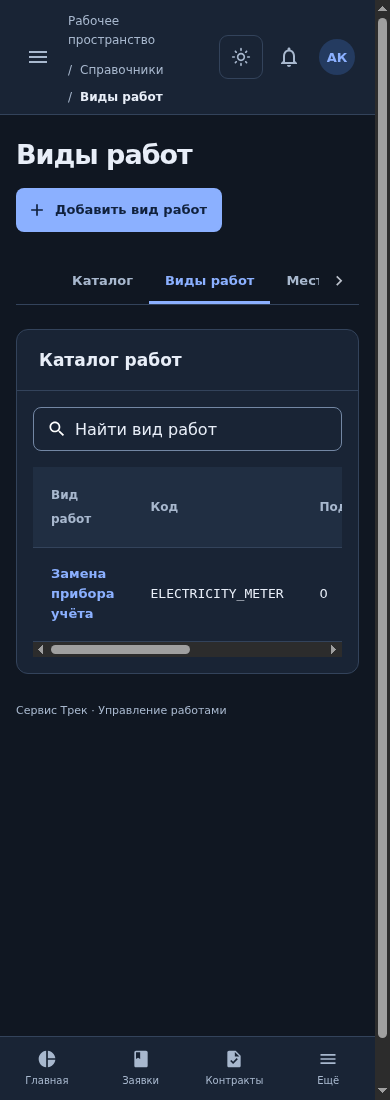 Рабочее
пространство
/ Справочники
/ Виды работ
АК
Виды работ
+ Добавить вид работ
Каталог
Виды работ
Мест
Каталог работ
Найти вид работ
Вид
работ
Код
Под
Замена
прибора
учёта
ELECTRICITY_METER
0
Сервис Трек · Управление работами
Главная
Заявки
Контракты
Ещё